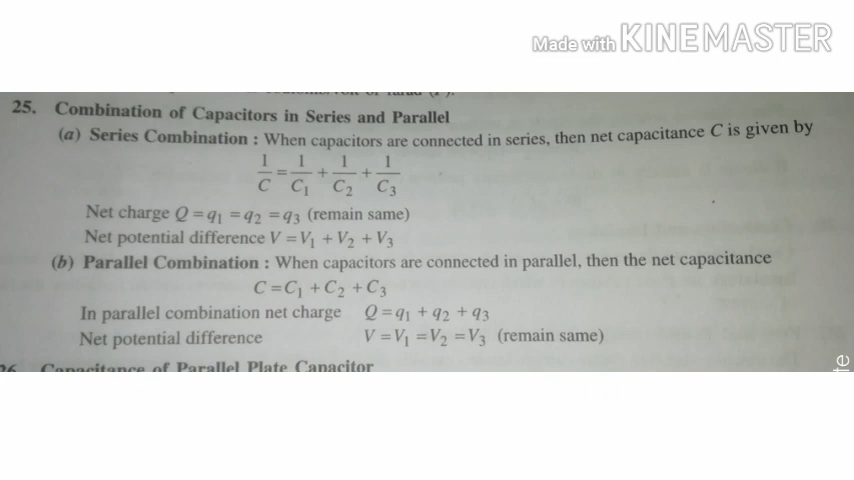 Made with KINEMASTER
25. Combination of Capacitors in Series and Parallel
(a) Series Combination : When capacitors are connected in series, then net capacitance C is given by
1/C = 1/C₁ + 1/C₂ + 1/C₃
Net charge Q = q₁ = q₂ = q₃ (remain same)
Net potential difference V = V₁ + V₂ + V₃
(b) Parallel Combination : When capacitors are connected in parallel, then the net capacitance
C = C₁ + C₂ + C₃
In parallel combination net charge Q = q₁ + q₂ + q₃
Net potential difference V = V₁ = V₂ = V₃ (remain same)
26. Capacitance of Parallel Plate Capacitor
te